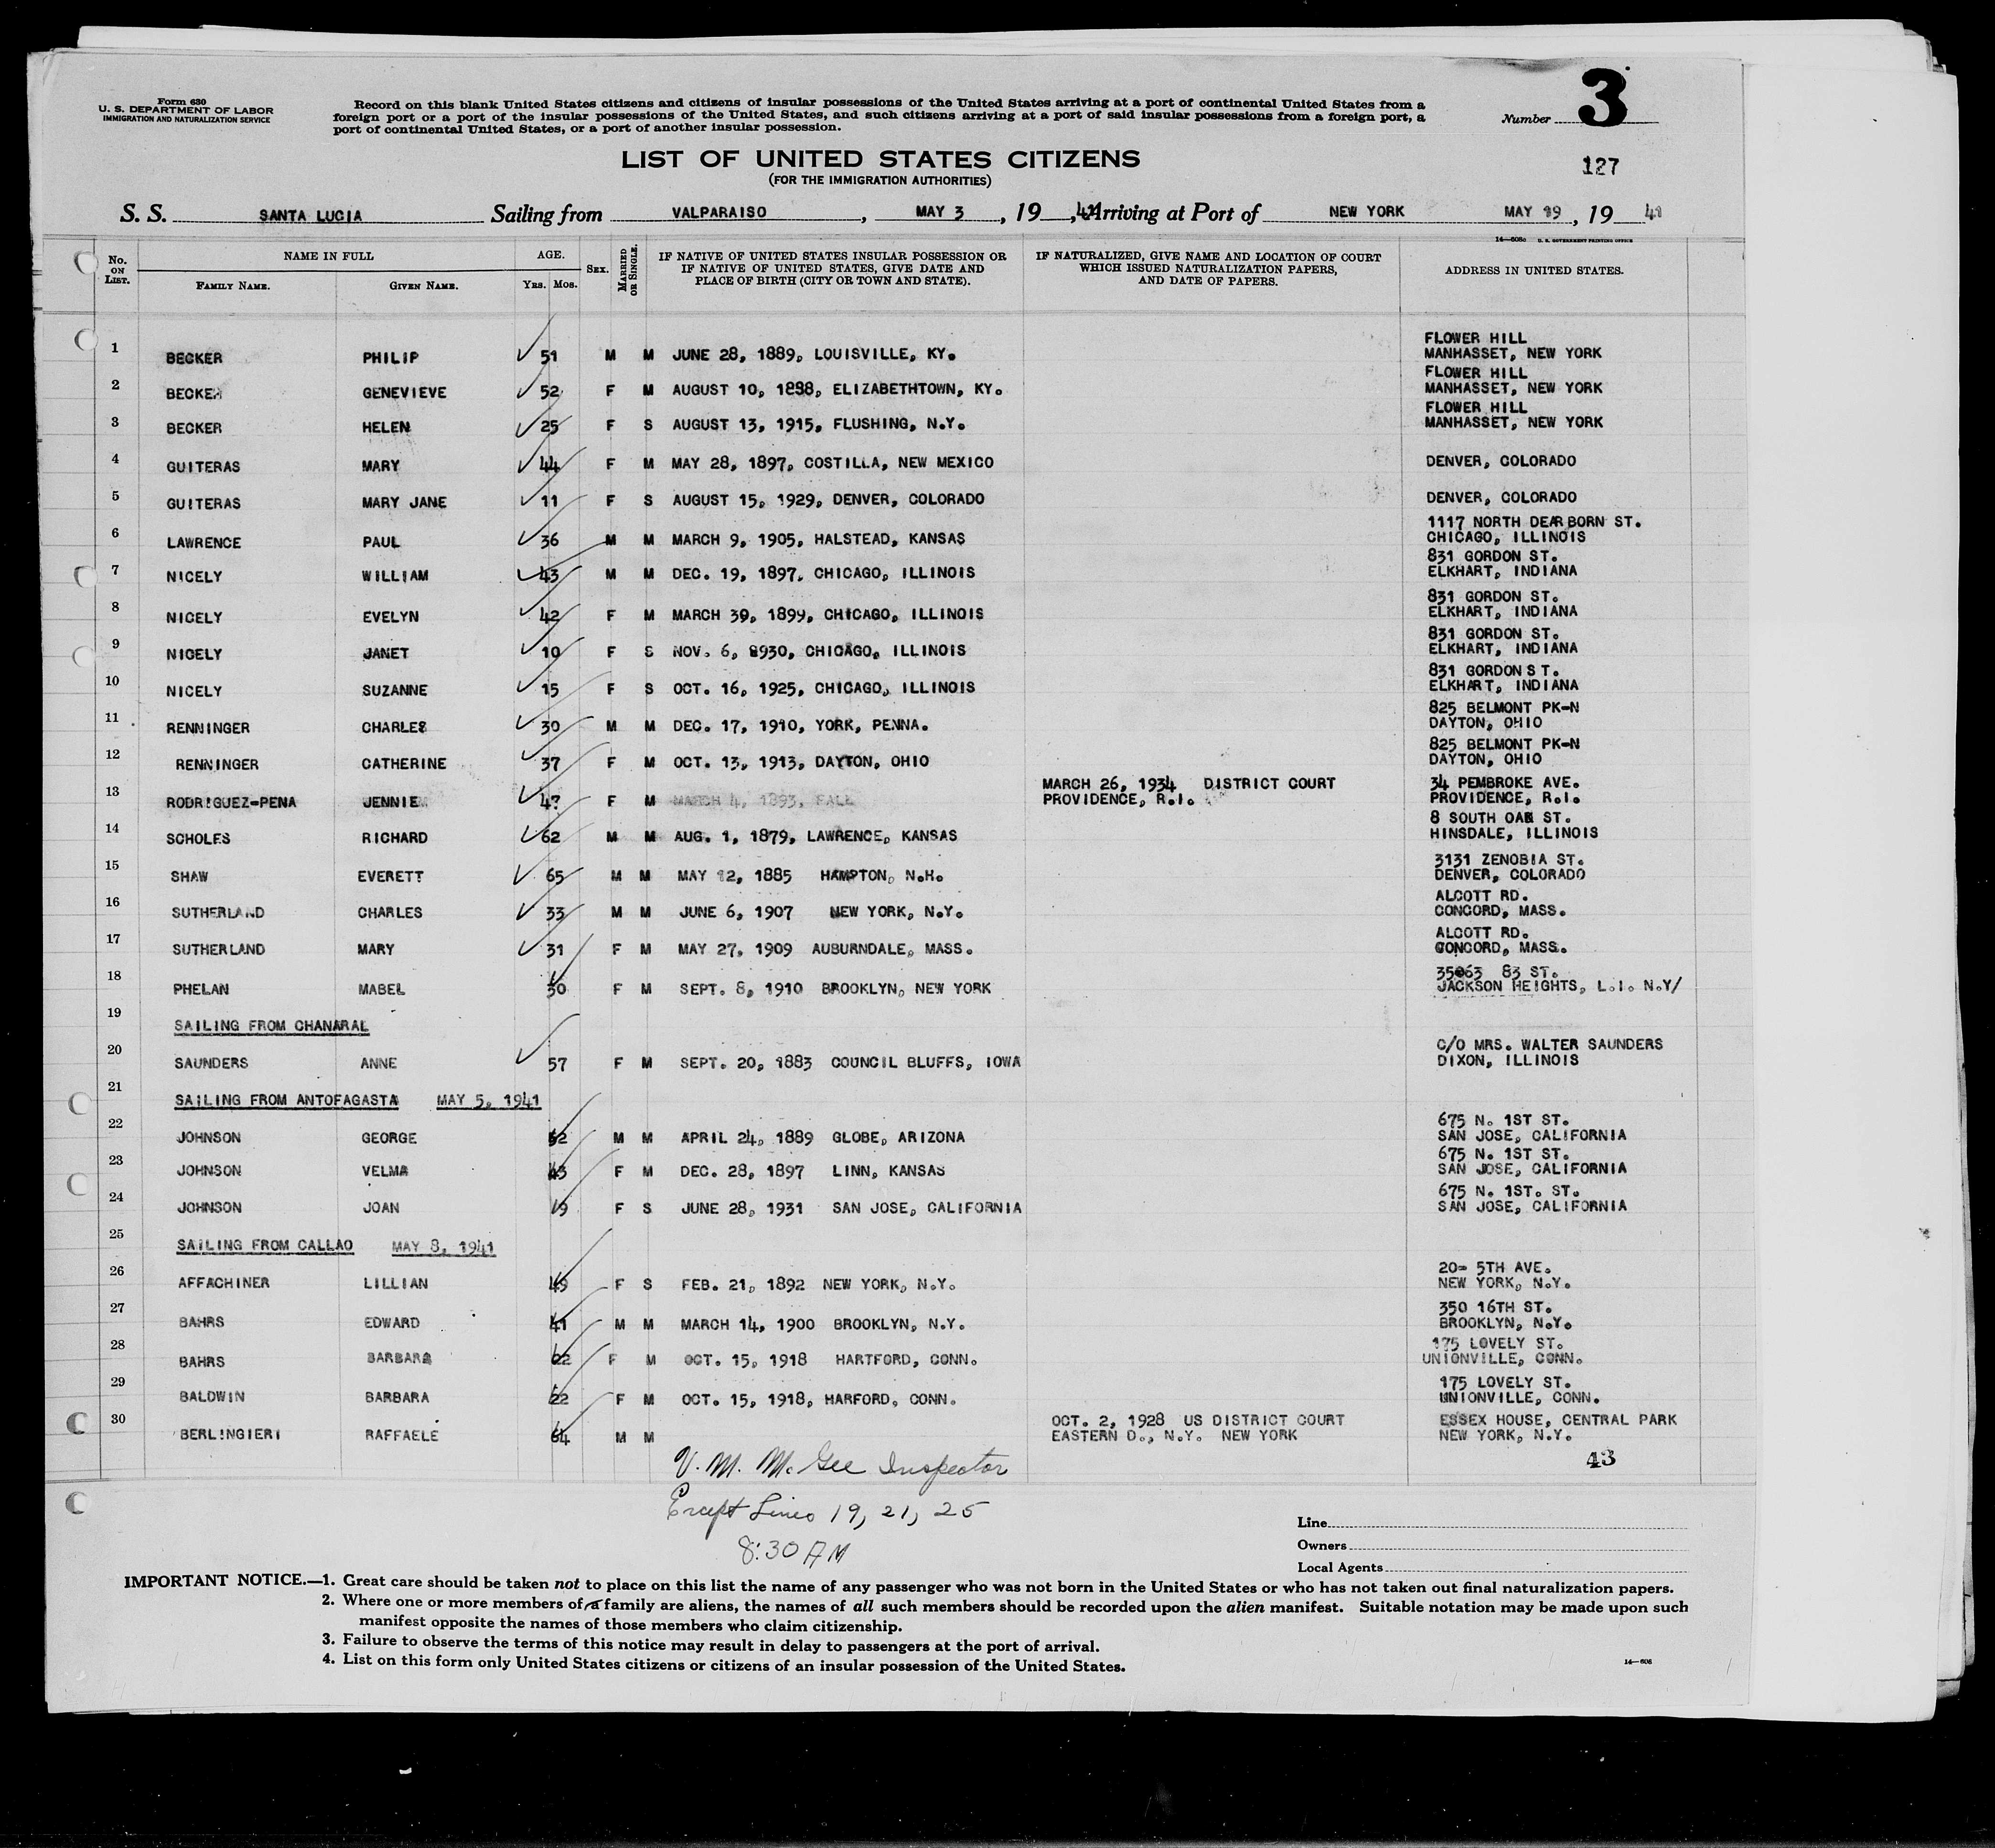 Form 630
U. S. DEPARTMENT OF LABOR
IMMIGRATION AND NATURALIZATION SERVICE
Record on this blank United States citizens and citizens of insular possessions of the United States arriving at a port of continental United States from a
foreign port or a port of the insular possessions of the United States, and such citizens arriving at a port of said insular possessions from a foreign port, a
port of continental United States, or a port of another insular possession.
Number 3
LIST OF UNITED STATES CITIZENS
(FOR THE IMMIGRATION AUTHORITIES)
127
S. S. SANTA LUCIA Sailing from VALPARAISO, MAY 3, 19 41, Arriving at Port of NEW YORK MAY 19, 19 41
14—608c U. S. GOVERNMENT PRINTING OFFICE
No. ON LIST. NAME IN FULL FAMILY NAME. GIVEN NAME. AGE. YRS. MOS. SEX. MARRIED OR SINGLE. IF NATIVE OF UNITED STATES INSULAR POSSESSION OR IF NATIVE OF UNITED STATES, GIVE DATE AND PLACE OF BIRTH (CITY OR TOWN AND STATE). IF NATURALIZED, GIVE NAME AND LOCATION OF COURT WHICH ISSUED NATURALIZATION PAPERS, AND DATE OF PAPERS. ADDRESS IN UNITED STATES.
1 BECKER PHILIP 51 M M JUNE 28, 1889, LOUISVILLE, KY. FLOWER HILL MANHASSET, NEW YORK
2 BECKER GENEVIEVE 52 F M AUGUST 10, 1888, ELIZABETHTOWN, KY. FLOWER HILL MANHASSET, NEW YORK
3 BECKER HELEN 25 F S AUGUST 13, 1915, FLUSHING, N.Y. FLOWER HILL MANHASSET, NEW YORK
4 GUITERAS MARY 44 F M MAY 28, 1897, COSTILLA, NEW MEXICO DENVER, COLORADO
5 GUITERAS MARY JANE 11 F S AUGUST 15, 1929, DENVER, COLORADO DENVER, COLORADO
6 LAWRENCE PAUL 36 M M MARCH 9, 1905, HALSTEAD, KANSAS 1117 NORTH DEARBORN ST. CHICAGO, ILLINOIS
7 NICELY WILLIAM 43 M M DEC. 19, 1897, CHICAGO, ILLINOIS 831 GORDON ST. ELKHART, INDIANA
8 NICELY EVELYN 42 F M MARCH 30, 1899, CHICAGO, ILLINOIS 831 GORDON ST. ELKHART, INDIANA
9 NICELY JANET 10 F S NOV. 6, 1930, CHICAGO, ILLINOIS 831 GORDON ST. ELKHART, INDIANA
10 NICELY SUZANNE 15 F S OCT. 16, 1925, CHICAGO, ILLINOIS 831 GORDON ST. ELKHART, INDIANA
11 RENNINGER CHARLES 30 M M DEC. 17, 1910, YORK, PENNA. 825 BELMONT PK-N DAYTON, OHIO
12 RENNINGER CATHERINE 37 F M OCT. 13, 1913, DAYTON, OHIO 825 BELMONT PK-N DAYTON, OHIO
13 RODRIGUEZ-PENA JENNIE F M MARCH 4, 1893, FALL MARCH 26, 1934 DISTRICT COURT PROVIDENCE, R.I. 34 PEMBROKE AVE. PROVIDENCE, R.I.
14 SCHOLES RICHARD 62 M M AUG. 1, 1879, LAWRENCE, KANSAS 8 SOUTH OAK ST. HINSDALE, ILLINOIS
15 SHAW EVERETT 65 M M MAY 12, 1885 HAMPTON, N.H. 3131 ZENOBIA ST. DENVER, COLORADO
16 SUTHERLAND CHARLES 33 M M JUNE 6, 1907 NEW YORK, N.Y. ALCOTT RD. CONCORD, MASS.
17 SUTHERLAND MARY 31 F M MAY 27, 1909 AUBURNDALE, MASS. ALCOTT RD. CONCORD, MASS.
18 PHELAN MABEL 30 F M SEPT. 8, 1910 BROOKLYN, NEW YORK 83 ST. JACKSON HEIGHTS, L.I. N.Y/
19 SAILING FROM CHANARAL
20 SAUNDERS ANNE 57 F M SEPT. 20, 1883 COUNCIL BLUFFS, IOWA C/O MRS. WALTER SAUNDERS DIXON, ILLINOIS
21 SAILING FROM ANTOFAGASTA MAY 5, 1941
22 JOHNSON GEORGE 52 M M APRIL 24, 1889 GLOBE, ARIZONA 675 N. 1ST ST. SAN JOSE, CALIFORNIA
23 JOHNSON VELMA 43 F M DEC. 28, 1897 LINN, KANSAS 675 N. 1ST ST. SAN JOSE, CALIFORNIA
24 JOHNSON JOAN F S JUNE 28, 1931 SAN JOSE, CALIFORNIA 675 N. 1ST. ST. SAN JOSE, CALIFORNIA
25 SAILING FROM CALLAO MAY 8, 1941
26 AFFACHINER LILLIAN 49 F S FEB. 21, 1892 NEW YORK, N.Y. 20- 5TH AVE. NEW YORK, N.Y.
27 BAHRS EDWARD 41 M M MARCH 14, 1900 BROOKLYN, N.Y. 350 16TH ST. BROOKLYN, N.Y.
28 BAHRS BARBARA 22 F M OCT. 15, 1918 HARTFORD, CONN. 175 LOVELY ST. UNIONVILLE, CONN.
29 BALDWIN BARBARA 22 F M OCT. 15, 1918, HARFORD, CONN. 175 LOVELY ST. UNIONVILLE, CONN.
30 BERLINGIERI RAFFAELE 64 M M OCT. 2, 1928 US DISTRICT COURT EASTERN D., N.Y. NEW YORK ESSEX HOUSE, CENTRAL PARK NEW YORK, N.Y.
43
V. M. McGee Inspector
Except Lines 19, 21, 25
8:30 AM
Line
Owners
Local Agents
IMPORTANT NOTICE.—1. Great care should be taken not to place on this list the name of any passenger who was not born in the United States or who has not taken out final naturalization papers.
2. Where one or more members of a family are aliens, the names of all such members should be recorded upon the alien manifest. Suitable notation may be made upon such
manifest opposite the names of those members who claim citizenship.
3. Failure to observe the terms of this notice may result in delay to passengers at the port of arrival.
4. List on this form only United States citizens or citizens of an insular possession of the United States.
14—608